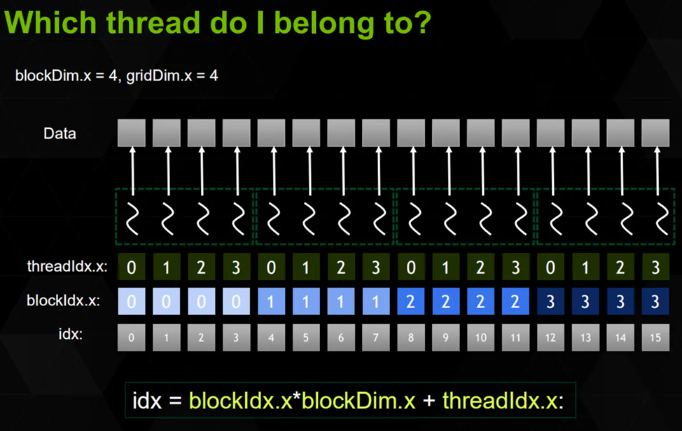 Which thread do I belong to?
blockDim.x = 4, gridDim.x = 4
Data
threadIdx.x: 0 1 2 3 0 1 2 3 0 1 2 3 0 1 2 3
blockIdx.x: 0 0 0 0 1 1 1 1 2 2 2 2 3 3 3 3
idx: 0 1 2 3 4 5 6 7 8 9 10 11 12 13 14 15
idx = blockIdx.x*blockDim.x + threadIdx.x: